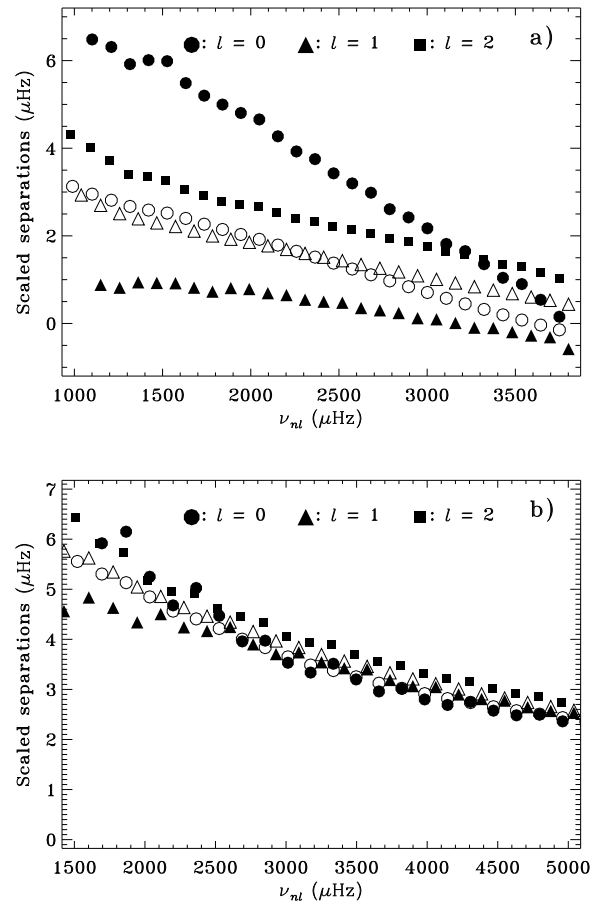 ●: l = 0 ▲: l = 1 ■: l = 2 a)
Scaled separations (μHz)
6
4
2
0
1000 1500 2000 2500 3000 3500
ν_nl (μHz)
●: l = 0 ▲: l = 1 ■: l = 2 b)
Scaled separations (μHz)
7
6
5
4
3
2
1
0
1500 2000 2500 3000 3500 4000 4500 5000
ν_nl (μHz)